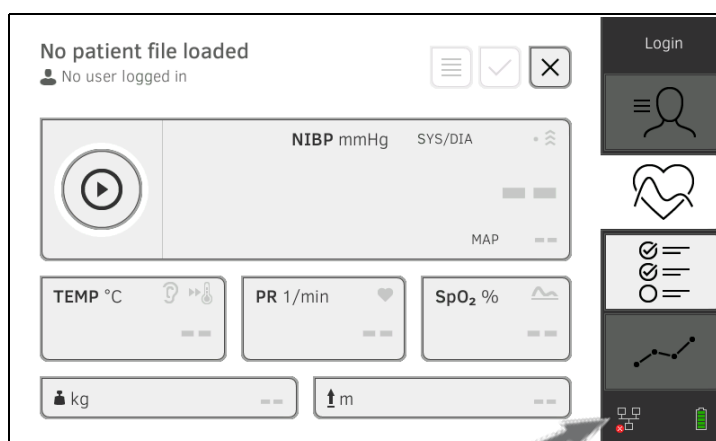 No patient file loaded
No user logged in
Login
NIBP mmHg SYS/DIA
-- --
MAP --
TEMP °C
--
PR 1/min
--
SpO₂ %
--
kg --
m --